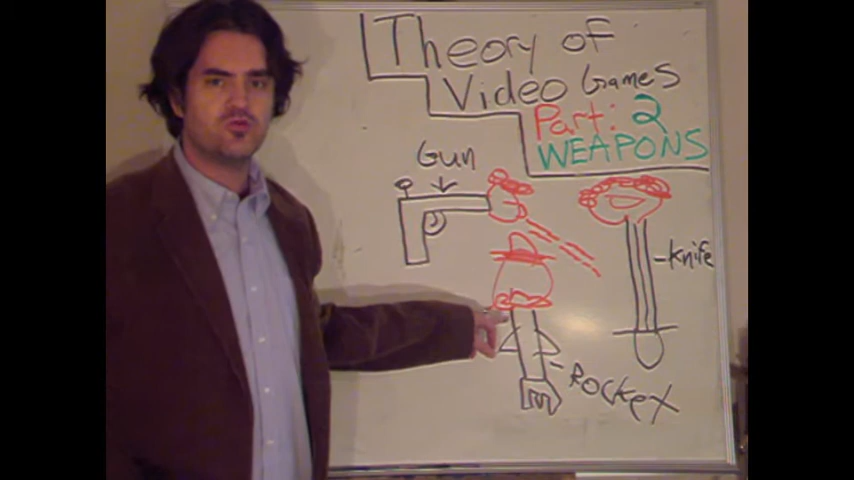 Theory of
Video Games
Part: 2
WEAPONS
Gun
Knife
Rocket